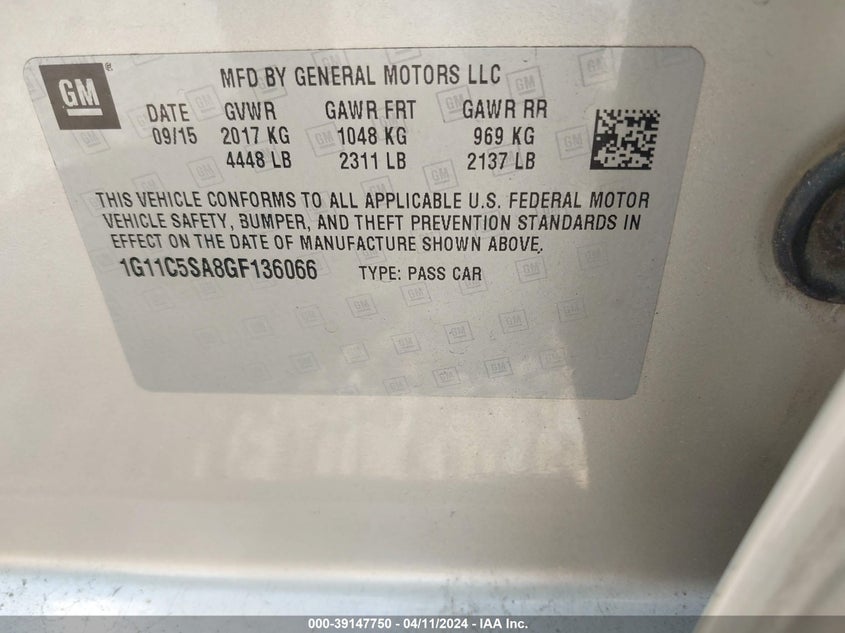 GM
MFD BY GENERAL MOTORS LLC
DATE GVWR GAWR FRT GAWR RR
09/15 2017 KG 1048 KG 969 KG
4448 LB 2311 LB 2137 LB
THIS VEHICLE CONFORMS TO ALL APPLICABLE U.S. FEDERAL MOTOR
VEHICLE SAFETY, BUMPER, AND THEFT PREVENTION STANDARDS IN
EFFECT ON THE DATE OF MANUFACTURE SHOWN ABOVE.
1G11C5SA8GF136066 TYPE: PASS CAR
000-39147750 - 04/11/2024 - IAA Inc.